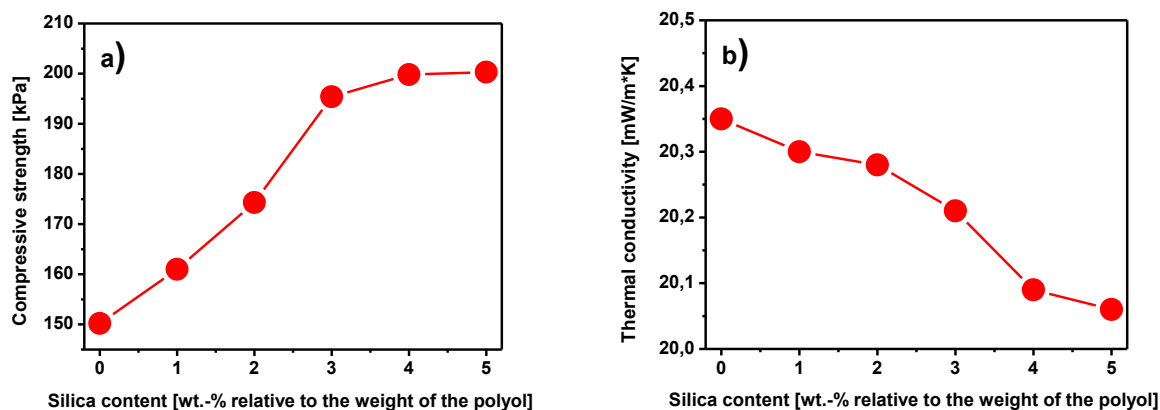 a)
Compressive strength [kPa]
210
200
190
180
170
160
150
0 1 2 3 4 5
Silica content [wt.-% relative to the weight of the polyol]
b)
Thermal conductivity [mW/m*K]
20,5
20,4
20,3
20,2
20,1
20,0
0 1 2 3 4 5
Silica content [wt.-% relative to the weight of the polyol]